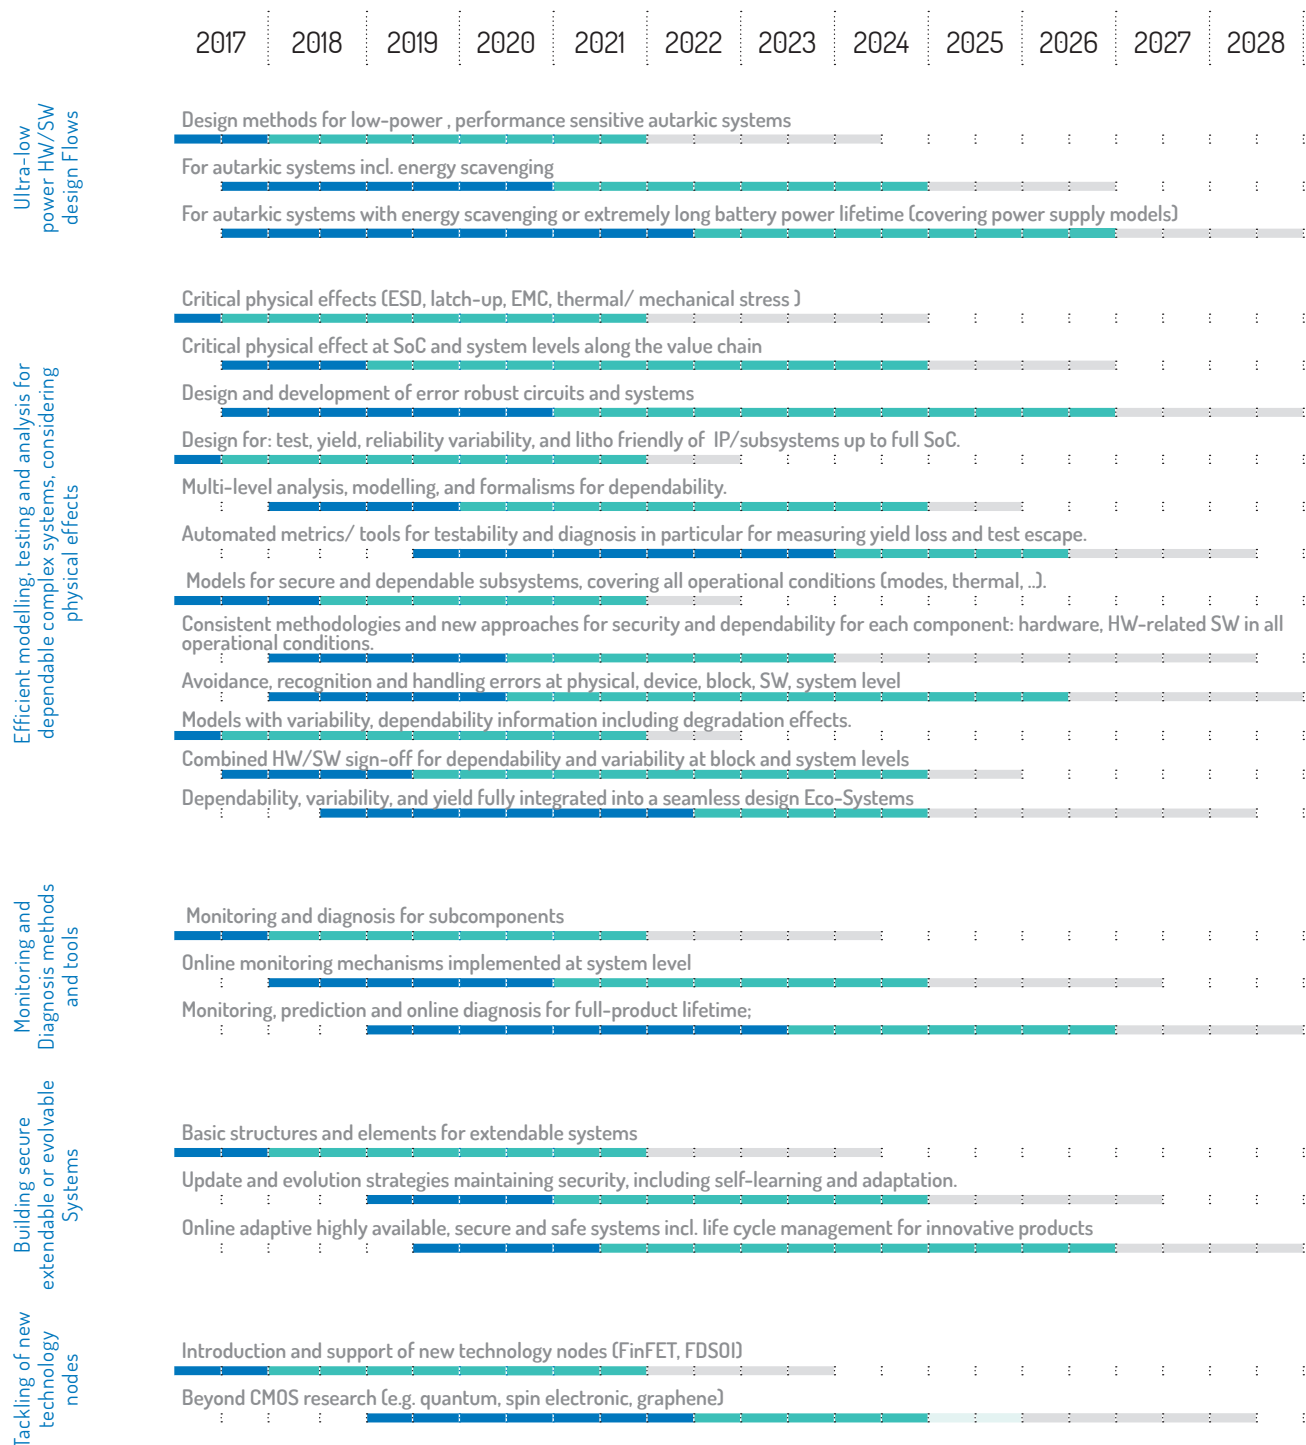 2017 2018 2019 2020 2021 2022 2023 2024 2025 2026 2027 2028
Ultra-low
power HW/SW
design Flows
Design methods for low-power , performance sensitive autarkic systems
For autarkic systems incl. energy scavenging
For autarkic systems with energy scavenging or extremely long battery power lifetime (covering power supply models)
Efficient modelling, testing and analysis for
dependable complex systems, considering
physical effects
Critical physical effects (ESD, latch-up, EMC, thermal/ mechanical stress )
Critical physical effect at SoC and system levels along the value chain
Design and development of error robust circuits and systems
Design for: test, yield, reliability variability, and litho friendly of IP/subsystems up to full SoC.
Multi-level analysis, modelling, and formalisms for dependability.
Automated metrics/ tools for testability and diagnosis in particular for measuring yield loss and test escape.
Models for secure and dependable subsystems, covering all operational conditions (modes, thermal, ..).
Consistent methodologies and new approaches for security and dependability for each component: hardware, HW-related SW in all
operational conditions.
Avoidance, recognition and handling errors at physical, device, block, SW, system level
Models with variability, dependability information including degradation effects.
Combined HW/SW sign-off for dependability and variability at block and system levels
Dependability, variability, and yield fully integrated into a seamless design Eco-Systems
Monitoring and
Diagnosis methods
and tools
Monitoring and diagnosis for subcomponents
Online monitoring mechanisms implemented at system level
Monitoring, prediction and online diagnosis for full-product lifetime;
Building secure
extendable or evolvable
Systems
Basic structures and elements for extendable systems
Update and evolution strategies maintaining security, including self-learning and adaptation.
Online adaptive highly available, secure and safe systems incl. life cycle management for innovative products
Tackling of new
technology
nodes
Introduction and support of new technology nodes (FinFET, FDSOI)
Beyond CMOS research (e.g. quantum, spin electronic, graphene)